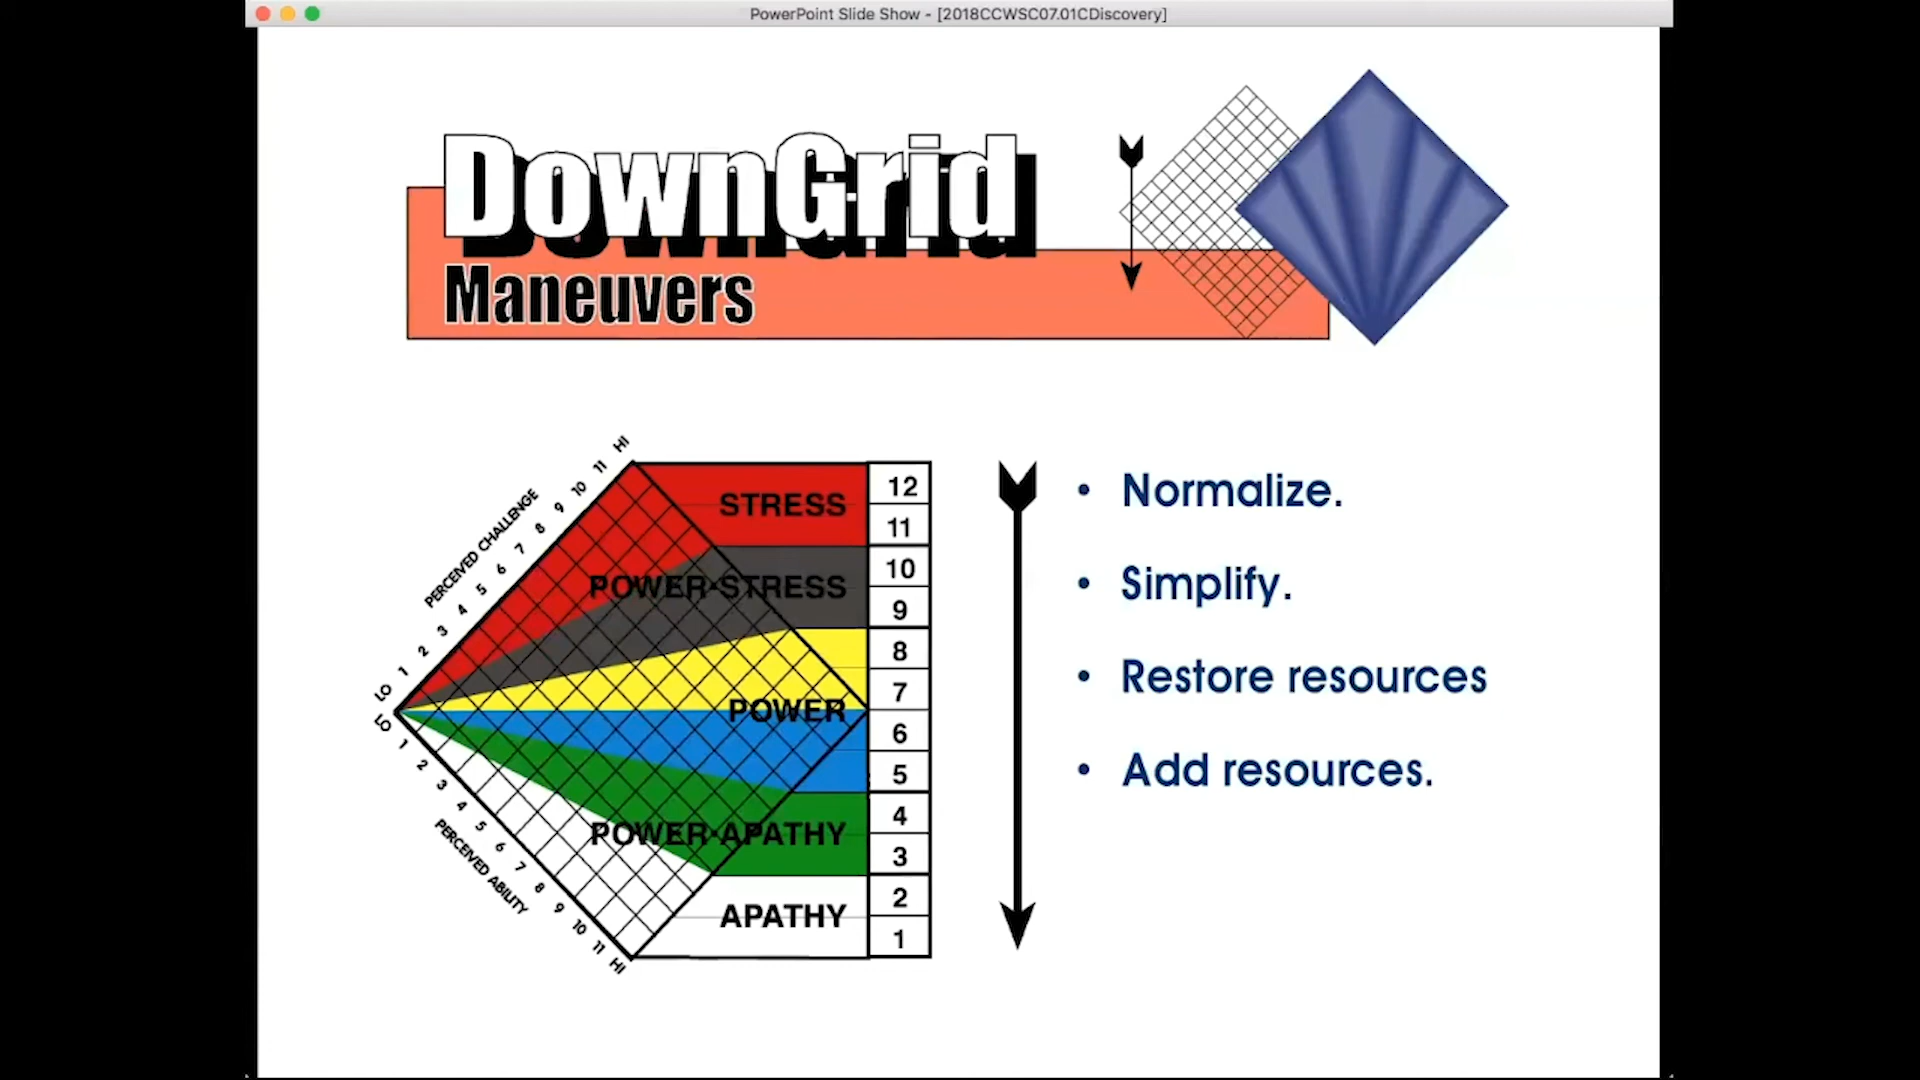 PowerPoint Slide Show - [2018CCWSC07.01CDiscovery]
DownGrid
Maneuvers
PERCEIVED CHALLENGE
LO 1 2 3 4 5 6 7 8 9 10 11 HI
LO 1 2 3 4 5 6 7 8 9 10 11 HI
PERCEIVED ABILITY
STRESS
POWER•STRESS
POWER
POWER•APATHY
APATHY
12
11
10
9
8
7
6
5
4
3
2
1
• Normalize.
• Simplify.
• Restore resources
• Add resources.